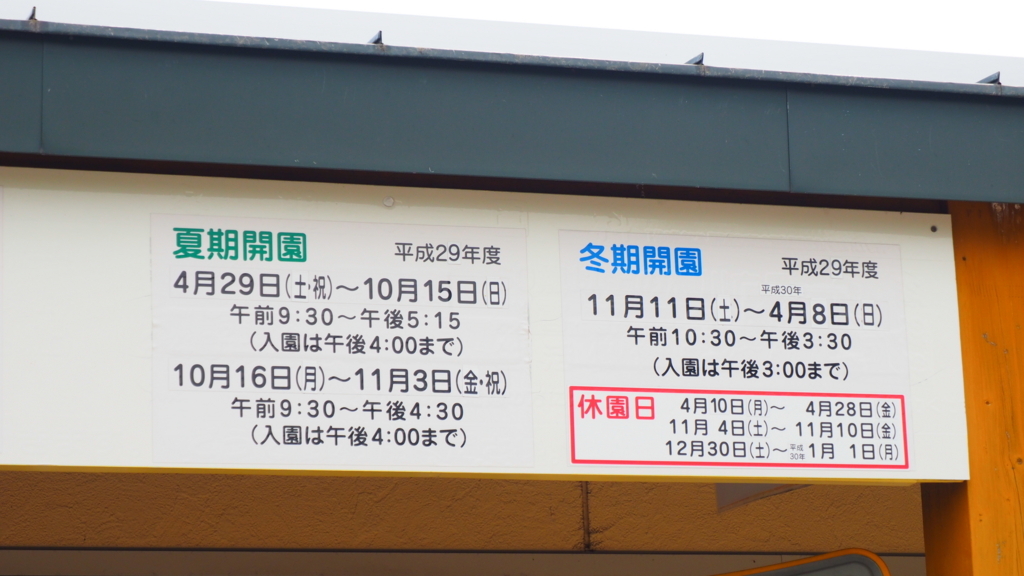 夏期開園 平成29年度
4月29日(土・祝)～10月15日(日)
午前9:30～午後5:15
(入園は午後4:00まで)
10月16日(月)～11月3日(金・祝)
午前9:30～午後4:30
(入園は午後4:00まで)
冬期開園 平成29年度
平成30年
11月11日(土)～4月8日(日)
午前10:30～午後3:30
(入園は午後3:00まで)
休園日 4月10日(月)～ 4月28日(金)
11月 4日(土)～ 11月10日(金)
12月30日(土)～平成30年 1月 1日(月)